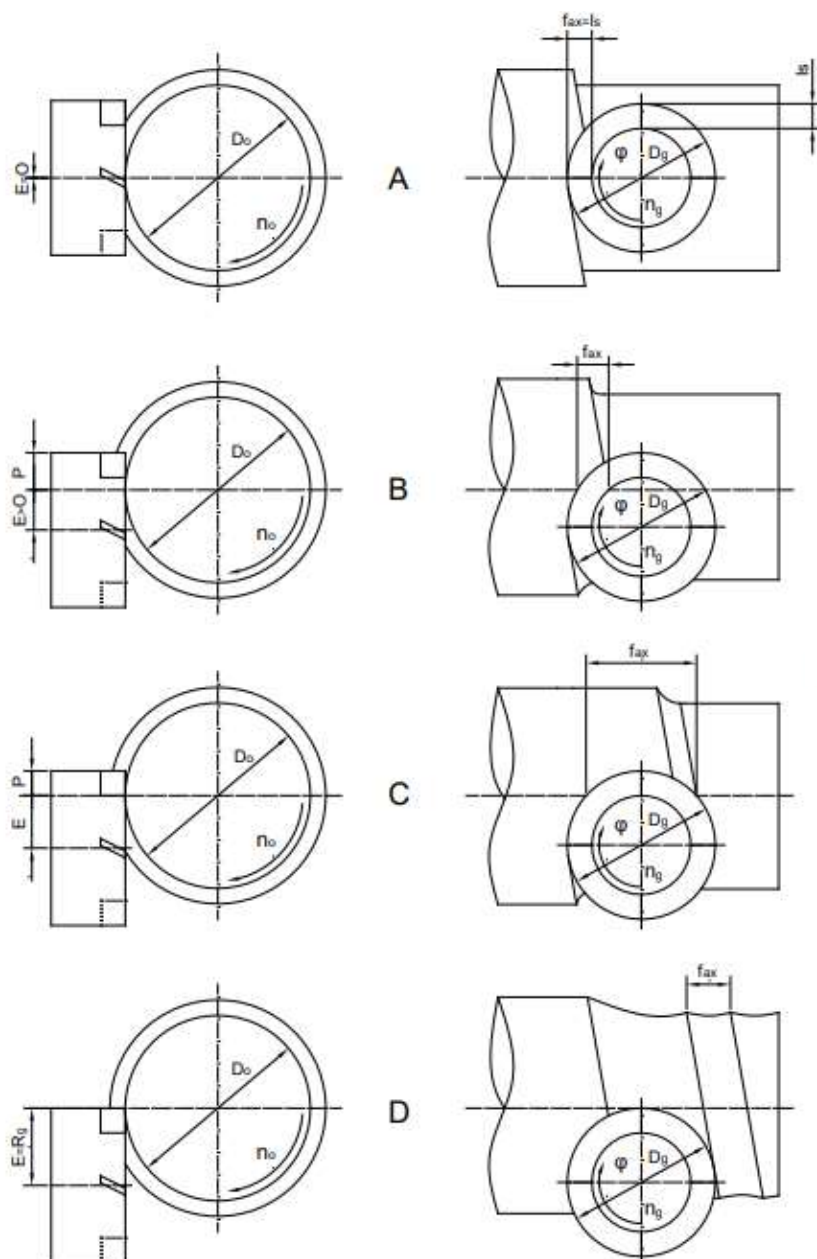 fax=ls
ls
E=O
Do
no
A
φ
Dg
ng
fax
P
E>O
Do
no
B
φ
Dg
ng
fax
P
E
Do
no
C
φ
Dg
ng
fax
E=Rg
Do
no
D
φ
Dg
ng